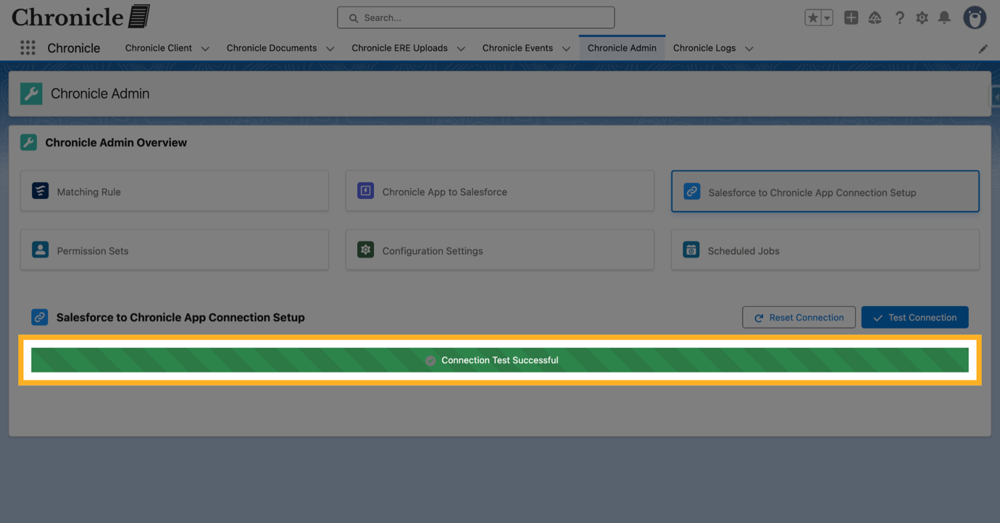 Chronicle
Search...
Chronicle
Chronicle Client
Chronicle Documents
Chronicle ERE Uploads
Chronicle Events
Chronicle Admin
Chronicle Logs
Chronicle Admin
Chronicle Admin Overview
Matching Rule
Chronicle App to Salesforce
Salesforce to Chronicle App Connection Setup
Permission Sets
Configuration Settings
Scheduled Jobs
Salesforce to Chronicle App Connection Setup
Reset Connection
Test Connection
Connection Test Successful